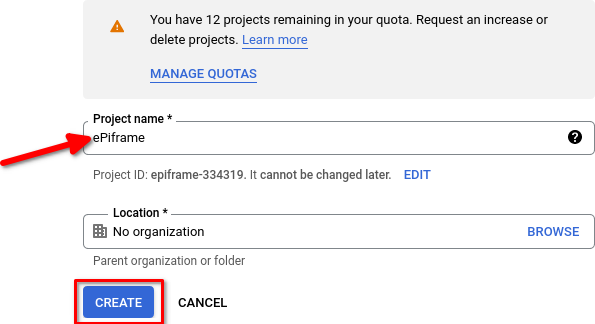 You have 12 projects remaining in your quota. Request an increase or
delete projects. Learn more
MANAGE QUOTAS
Project name *
ePiframe
Project ID: epiframe-334319. It cannot be changed later. EDIT
Location *
No organization BROWSE
Parent organization or folder
CREATE CANCEL